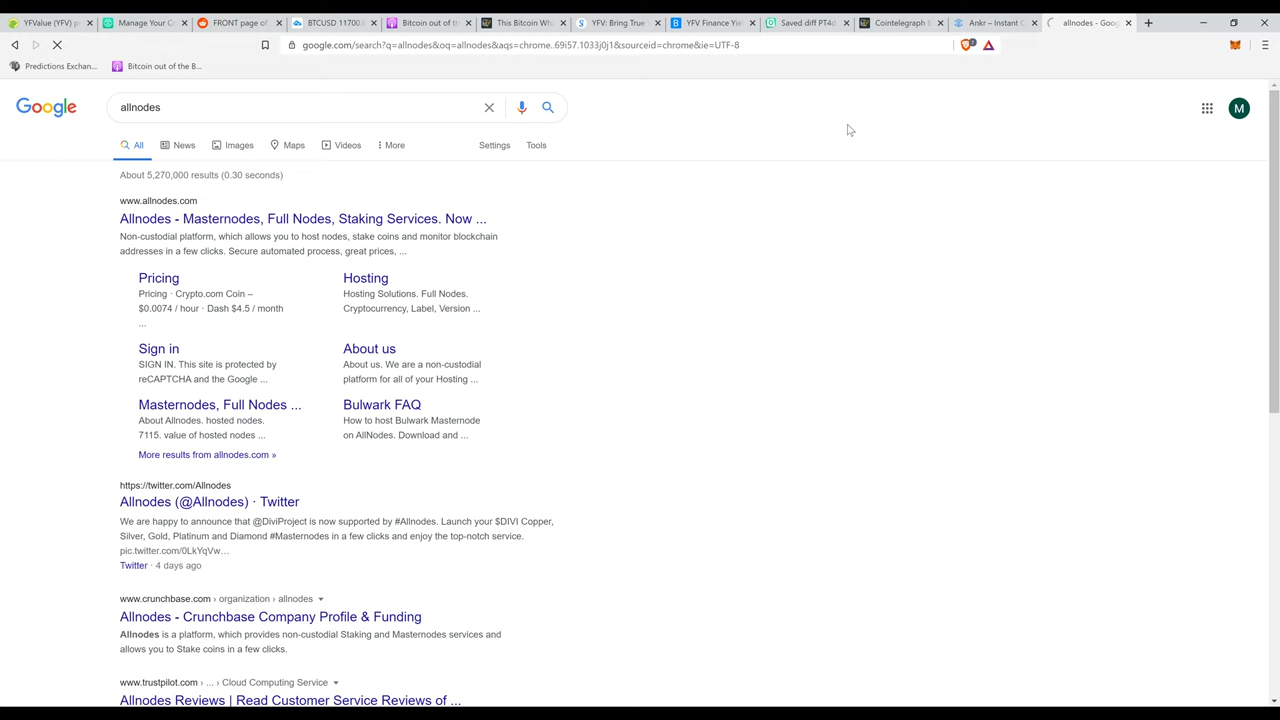 YFValue (YFV) p
Manage Your C
FRONT page of
BTCUSD 11700.
Bitcoin out of the
This Bitcoin Wh
YFV: Bring True
YFV Finance Yiel
Saved diff PT4d
Cointelegraph B
Ankr – Instant C
allnodes - Goog
google.com/search?q=allnodes&oq=allnodes&aqs=chrome..69i57.1033j0j1&sourceid=chrome&ie=UTF-8
Predictions Exchan...
Bitcoin out of the B...
Google
allnodes
M
All
News
Images
Maps
Videos
More
Settings
Tools
About 5,270,000 results (0.30 seconds)
www.allnodes.com
Allnodes - Masternodes, Full Nodes, Staking Services. Now ...
Non-custodial platform, which allows you to host nodes, stake coins and monitor blockchain
addresses in a few clicks. Secure automated process, great prices, ...
Pricing
Pricing · Crypto.com Coin –
$0.0074 / hour · Dash $4.5 / month
...
Hosting
Hosting Solutions. Full Nodes.
Cryptocurrency, Label, Version ...
Sign in
SIGN IN. This site is protected by
reCAPTCHA and the Google ...
About us
About us. We are a non-custodial
platform for all of your Hosting ...
Masternodes, Full Nodes ...
About Allnodes. hosted nodes.
7115. value of hosted nodes ...
Bulwark FAQ
How to host Bulwark Masternode
on AllNodes. Download and ...
More results from allnodes.com »
https://twitter.com/Allnodes
Allnodes (@Allnodes) · Twitter
We are happy to announce that @DiviProject is now supported by #Allnodes. Launch your $DIVI Copper,
Silver, Gold, Platinum and Diamond #Masternodes in a few clicks and enjoy the top-notch service.
pic.twitter.com/0LkYqVw…
Twitter · 4 days ago
www.crunchbase.com › organization › allnodes
Allnodes - Crunchbase Company Profile & Funding
Allnodes is a platform, which provides non-custodial Staking and Masternodes services and
allows you to Stake coins in a few clicks.
www.trustpilot.com › ... › Cloud Computing Service
Allnodes Reviews | Read Customer Service Reviews of ...